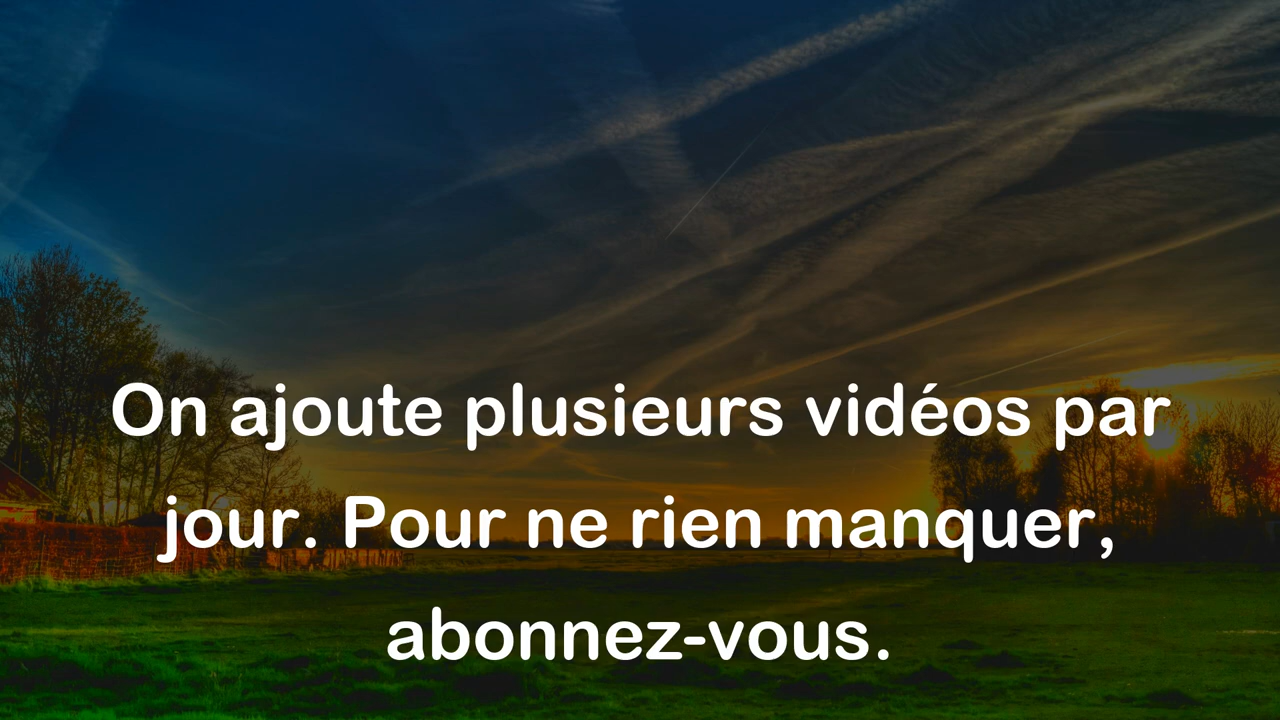 On ajoute plusieurs vidéos par
jour. Pour ne rien manquer,
abonnez-vous.